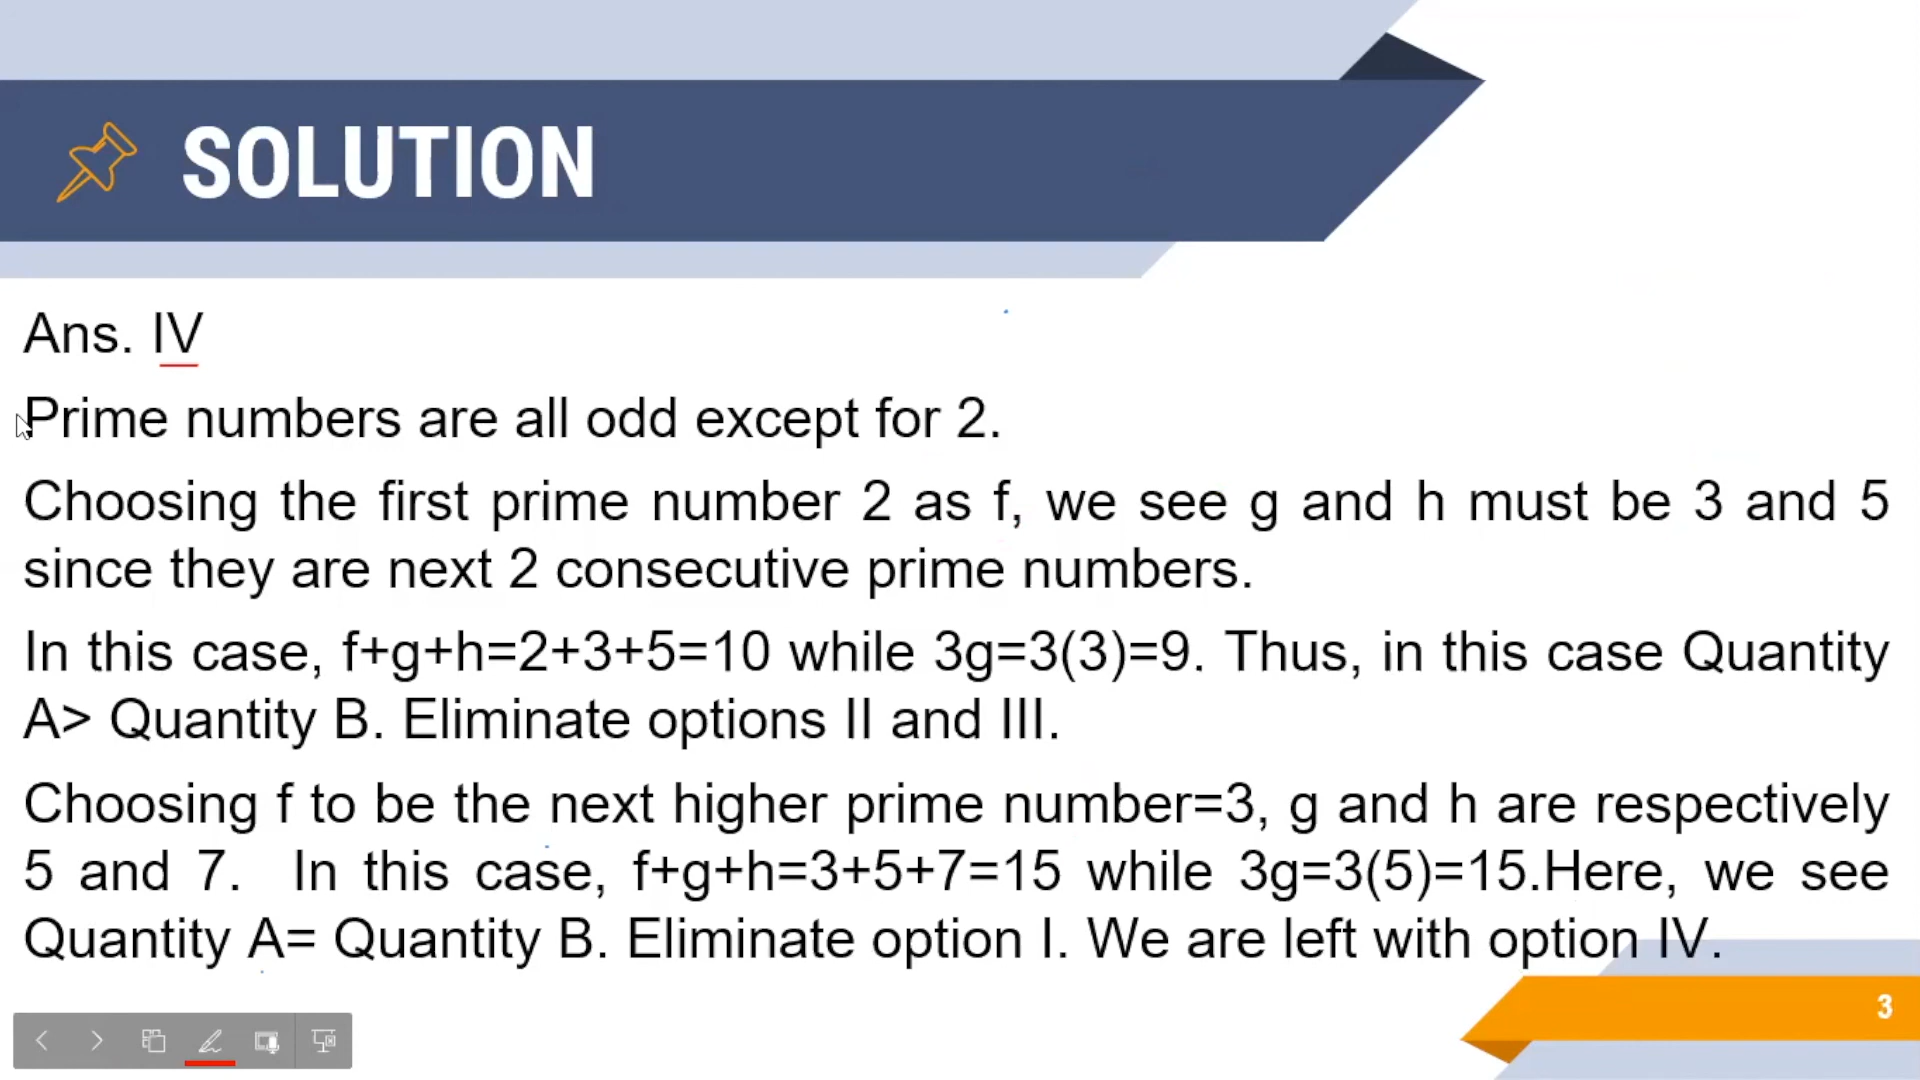 SOLUTION
Ans. IV
Prime numbers are all odd except for 2.
Choosing the first prime number 2 as f, we see g and h must be 3 and 5
since they are next 2 consecutive prime numbers.
In this case, f+g+h=2+3+5=10 while 3g=3(3)=9. Thus, in this case Quantity
A> Quantity B. Eliminate options II and III.
Choosing f to be the next higher prime number=3, g and h are respectively
5 and 7. In this case, f+g+h=3+5+7=15 while 3g=3(5)=15.Here, we see
Quantity A= Quantity B. Eliminate option I. We are left with option IV.
3